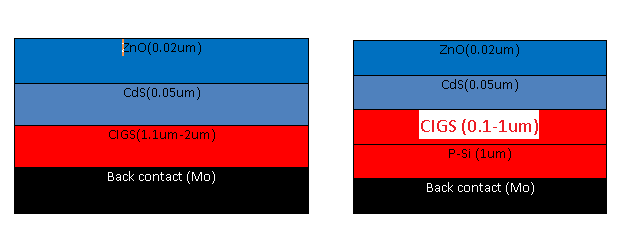 ZnO(0.02um)
CdS(0.05um)
CIGS(1.1um-2um)
Back contact (Mo)
ZnO(0.02um)
CdS(0.05um)
CIGS (0.1-1um)
P-Si (1um)
Back contact (Mo)